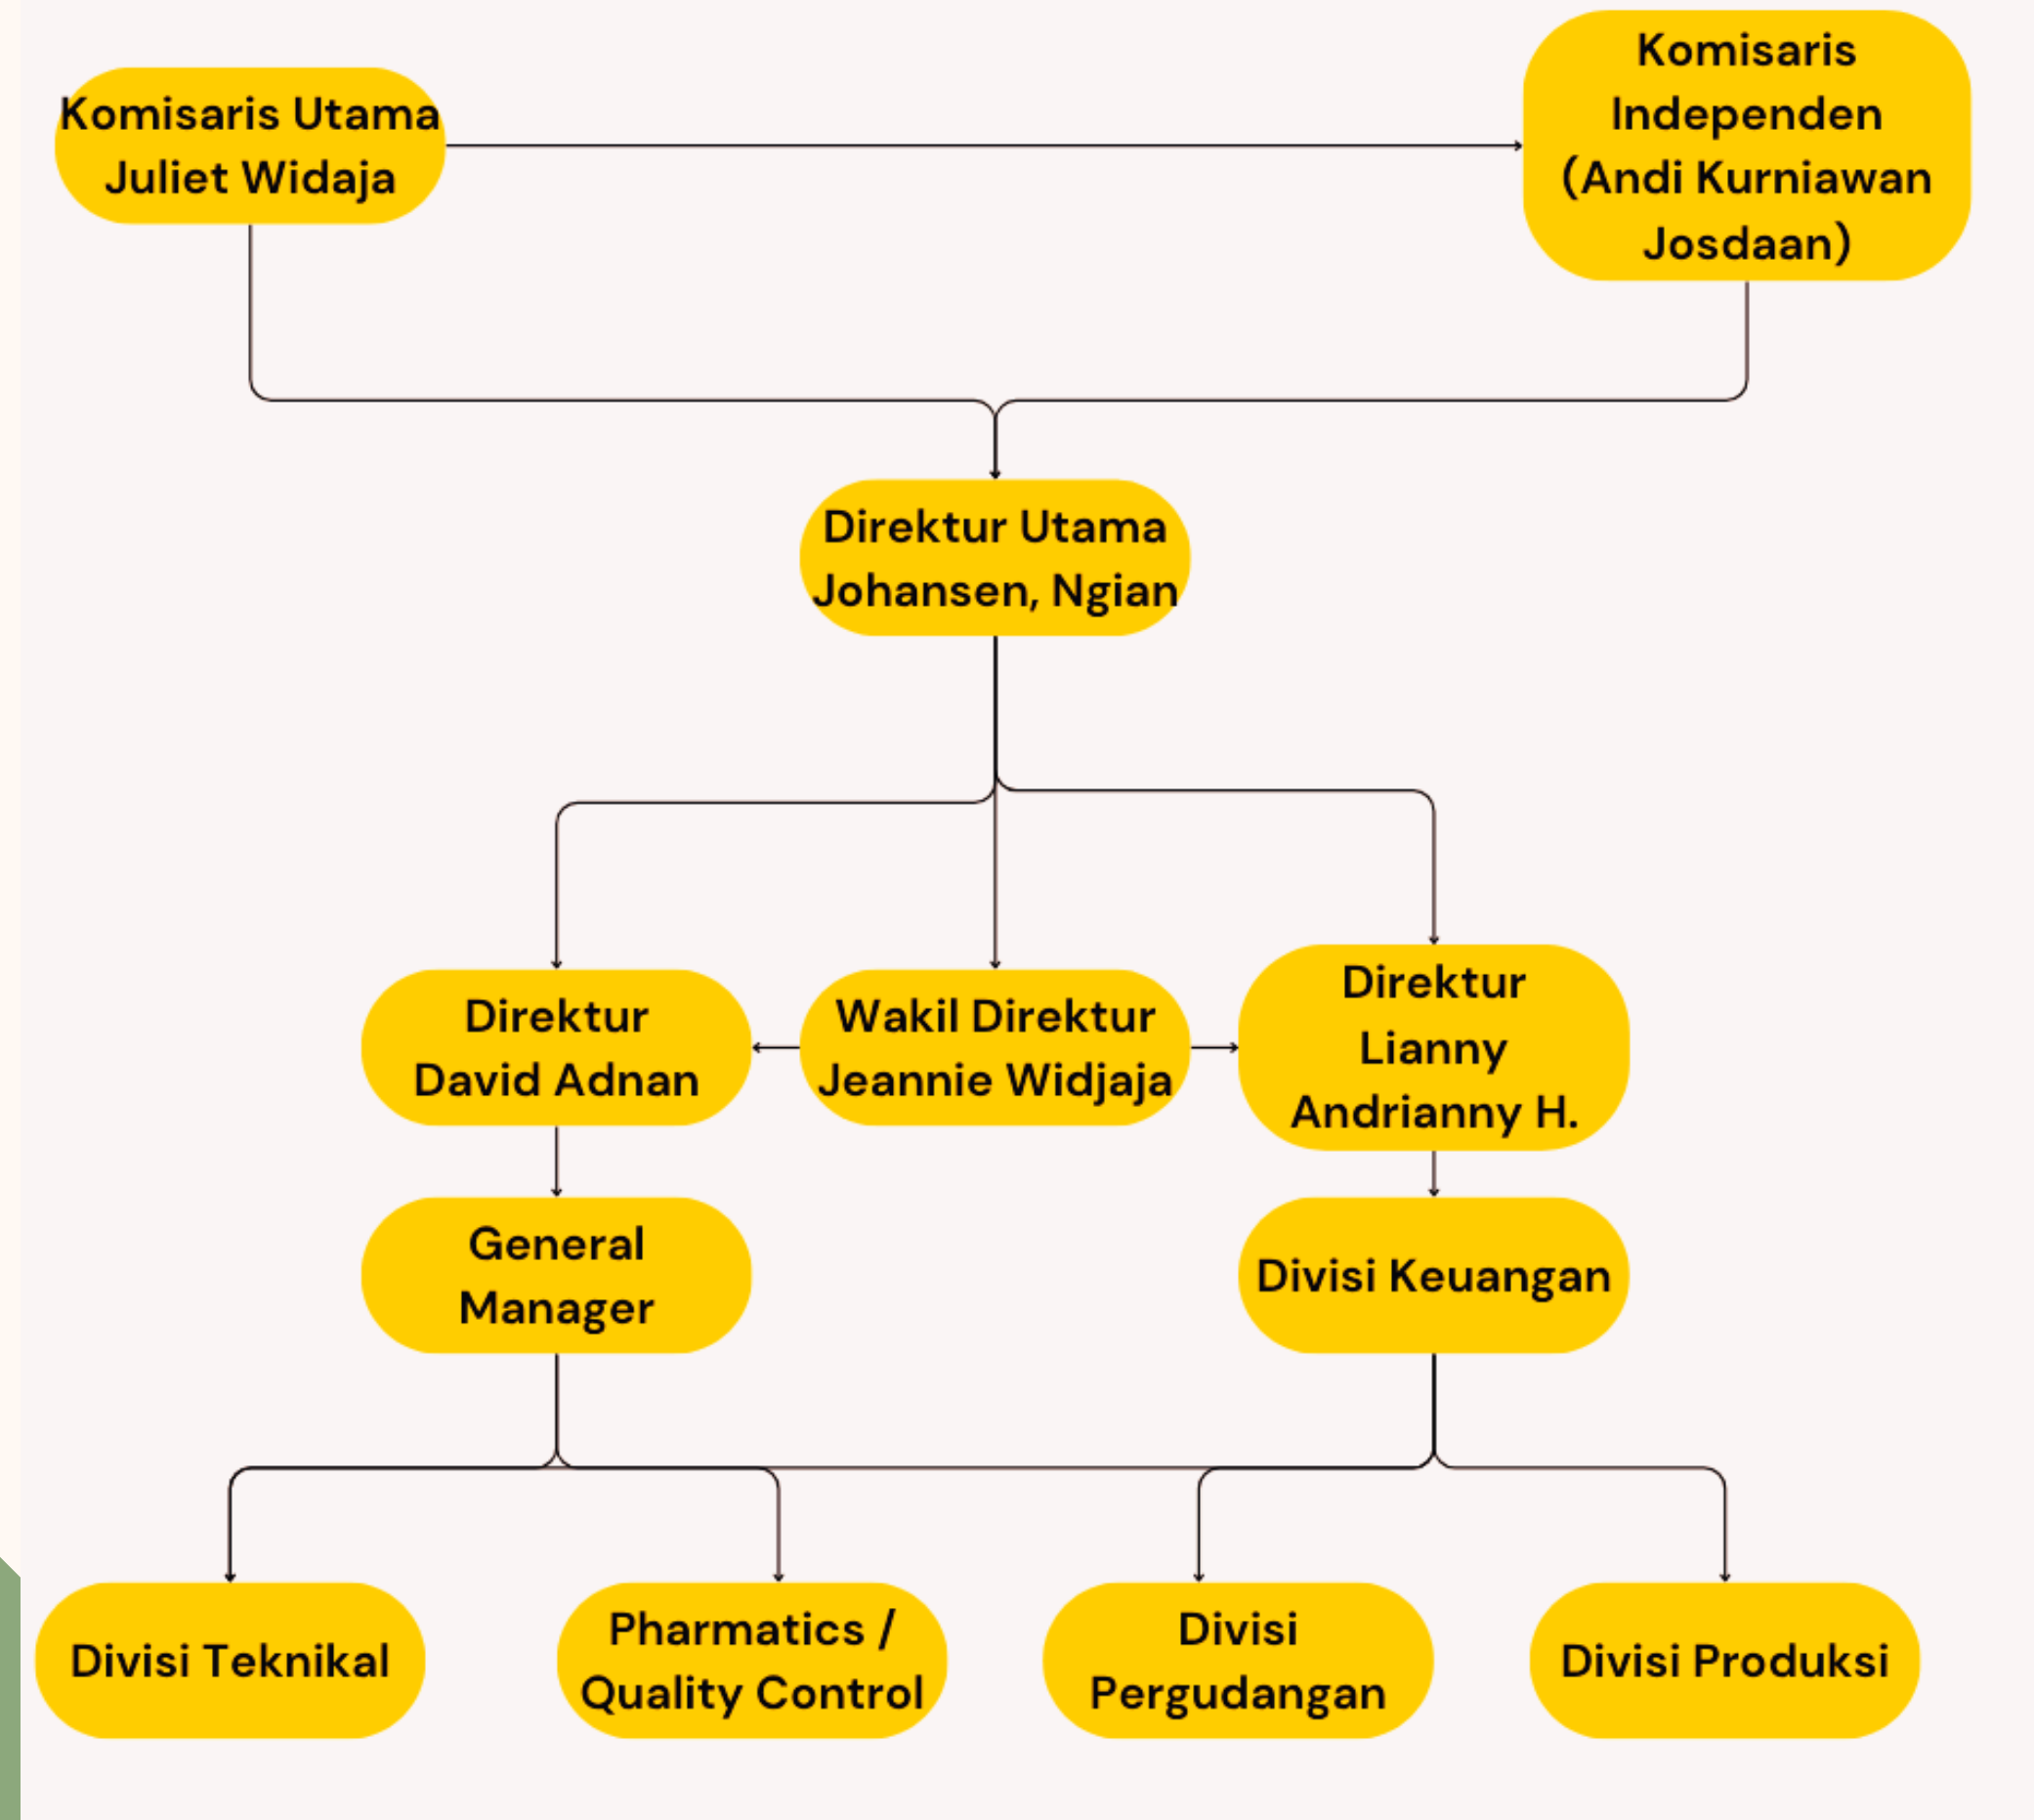 Komisaris Utama
Juliet Widaja
Komisaris
Independen
(Andi Kurniawan
Josdaan)
Direktur Utama
Johansen, Ngian
Direktur
David Adnan
Wakil Direktur
Jeannie Widjaja
Direktur
Lianny
Andrianny H.
General
Manager
Divisi Keuangan
Divisi Teknikal
Pharmatics /
Quality Control
Divisi
Pergudangan
Divisi Produksi